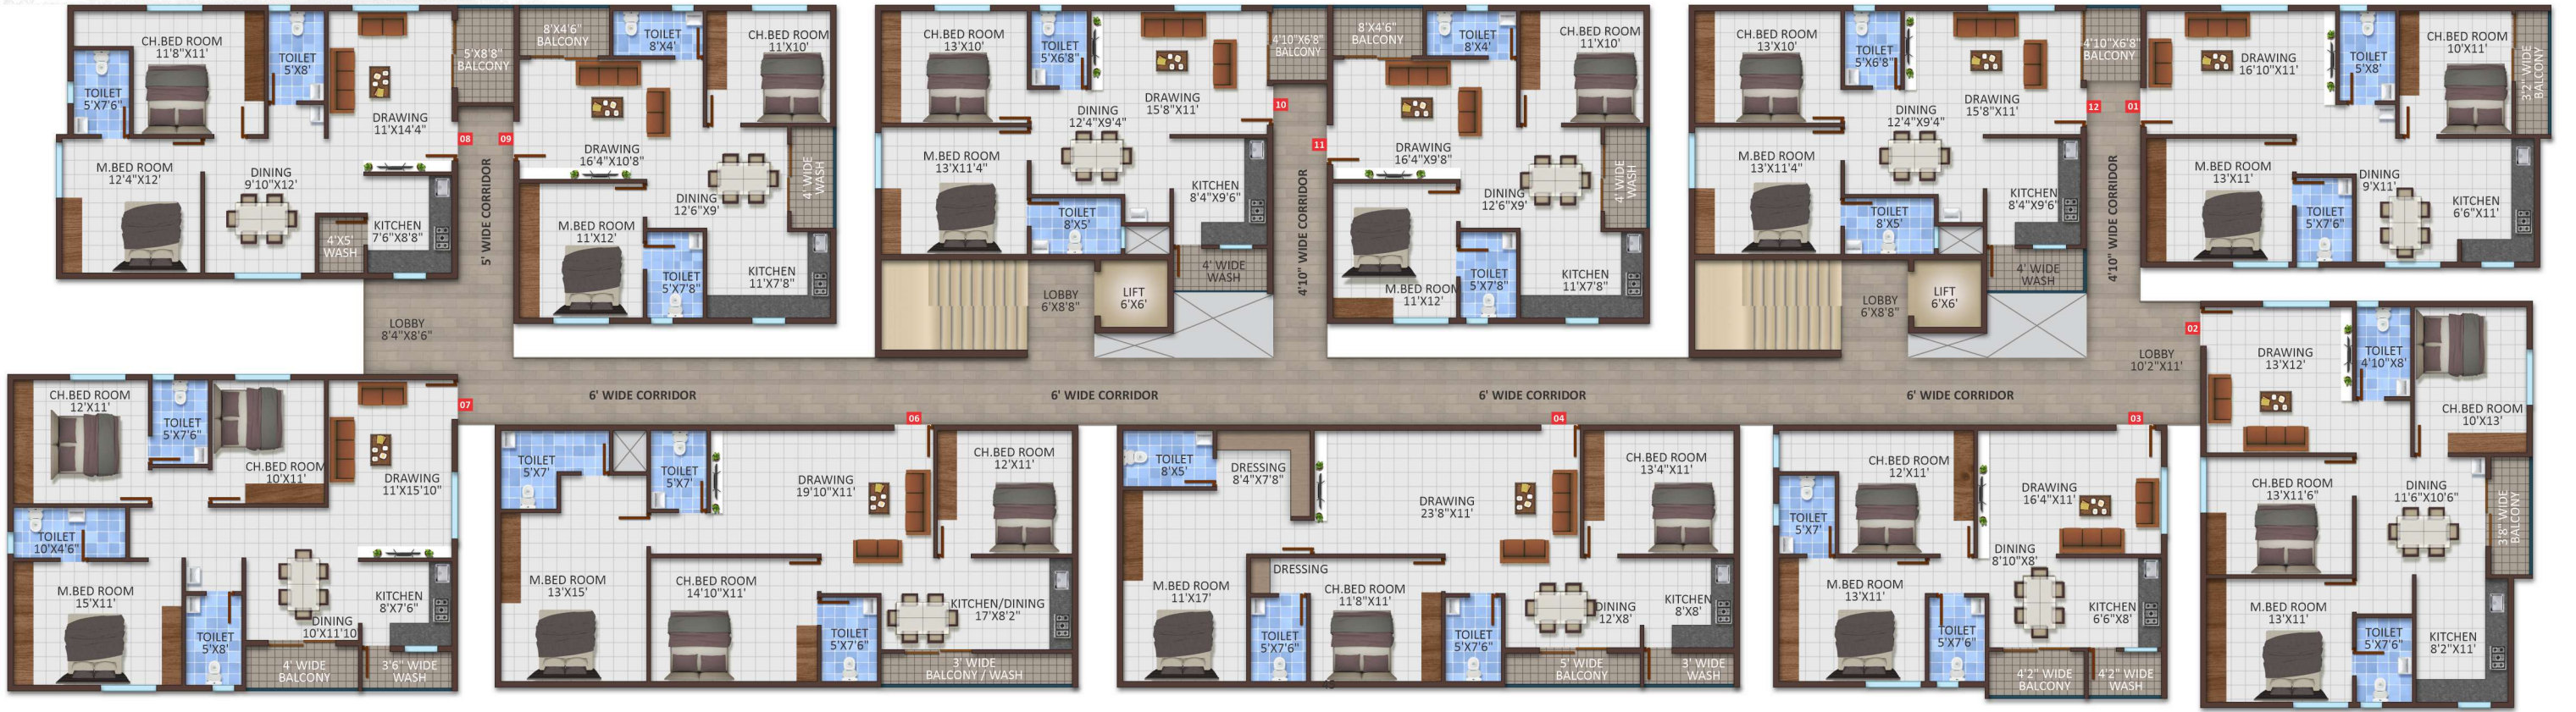 CH.BED ROOM
11'8"X11'
TOILET
5'X7'6"
TOILET
5'X8'
DRAWING
11'X14'4"
M.BED ROOM
12'4"X12'
DINING
9'10"X12'
4'X5'
WASH
KITCHEN
7'6"X8'8"
5'X8'8"
BALCONY
08
09
5' WIDE CORRIDOR
LOBBY
8'4"X8'6"
8'X4'6"
BALCONY
TOILET
8'X4'
CH.BED ROOM
11'X10'
DRAWING
16'4"X10'8"
DINING
12'6"X9'
4' WIDE
WASH
M.BED ROOM
11'X12'
TOILET
5'X7'8"
KITCHEN
11'X7'8"
CH.BED ROOM
13'X10'
TOILET
5'X6'8"
DRAWING
15'8"X11'
DINING
12'4"X9'4"
M.BED ROOM
13'X11'4"
TOILET
8'X5'
KITCHEN
8'4"X9'6"
4' WIDE
WASH
LOBBY
6'X8'8"
LIFT
6'X6'
4'10"X6'8"
BALCONY
10
11
4'10" WIDE CORRIDOR
8'X4'6"
BALCONY
TOILET
8'X4'
CH.BED ROOM
11'X10'
DRAWING
16'4"X9'8"
DINING
12'6"X9'
4' WIDE
WASH
M.BED ROOM
11'X12'
TOILET
5'X7'8"
KITCHEN
11'X7'8"
CH.BED ROOM
13'X10'
TOILET
5'X6'8"
DRAWING
15'8"X11'
DINING
12'4"X9'4"
M.BED ROOM
13'X11'4"
TOILET
8'X5'
KITCHEN
8'4"X9'6"
4' WIDE
WASH
LOBBY
6'X8'8"
LIFT
6'X6'
4'10"X6'8"
BALCONY
12
01
4'10" WIDE CORRIDOR
DRAWING
16'10"X11'
TOILET
5'X8'
CH.BED ROOM
10'X11'
3'2" WIDE
BALCONY
M.BED ROOM
13'X11'
TOILET
5'X7'6"
DINING
9'X11'
KITCHEN
6'6"X11'
LOBBY
10'2"X11'
02
6' WIDE CORRIDOR
6' WIDE CORRIDOR
6' WIDE CORRIDOR
6' WIDE CORRIDOR
07
06
04
03
CH.BED ROOM
12'X11'
TOILET
5'X7'6"
CH.BED ROOM
10'X11'
DRAWING
11'X15'10"
TOILET
10'X4'6"
M.BED ROOM
15'X11'
TOILET
5'X8'
DINING
10'X11'10
KITCHEN
8'X7'6"
4' WIDE
BALCONY
3'6" WIDE
WASH
TOILET
5'X7'
TOILET
5'X7'
DRAWING
19'10"X11'
CH.BED ROOM
12'X11'
M.BED ROOM
13'X15'
CH.BED ROOM
14'10"X11'
TOILET
5'X7'6"
KITCHEN/DINING
17'X8'2"
3' WIDE
BALCONY / WASH
TOILET
8'X5'
DRESSING
8'4"X7'8"
DRAWING
23'8"X11'
CH.BED ROOM
13'4"X11'
M.BED ROOM
11'X17'
DRESSING
TOILET
5'X7'6"
CH.BED ROOM
11'8"X11'
TOILET
5'X7'6"
DINING
12'X8'
KITCHEN
8'X8'
5' WIDE
BALCONY
3' WIDE
WASH
CH.BED ROOM
12'X11'
TOILET
5'X7'
DRAWING
16'4"X11'
DINING
8'10"X8'
M.BED ROOM
13'X11'
TOILET
5'X7'6"
KITCHEN
6'6"X8'
4'2" WIDE
BALCONY
4'2" WIDE
WASH
DRAWING
13'X12'
TOILET
4'10"X8'
CH.BED ROOM
10'X13'
CH.BED ROOM
13'X11'6"
DINING
11'6"X10'6"
3'8" WIDE
BALCONY
M.BED ROOM
13'X11'
TOILET
5'X7'6"
KITCHEN
8'2"X11'